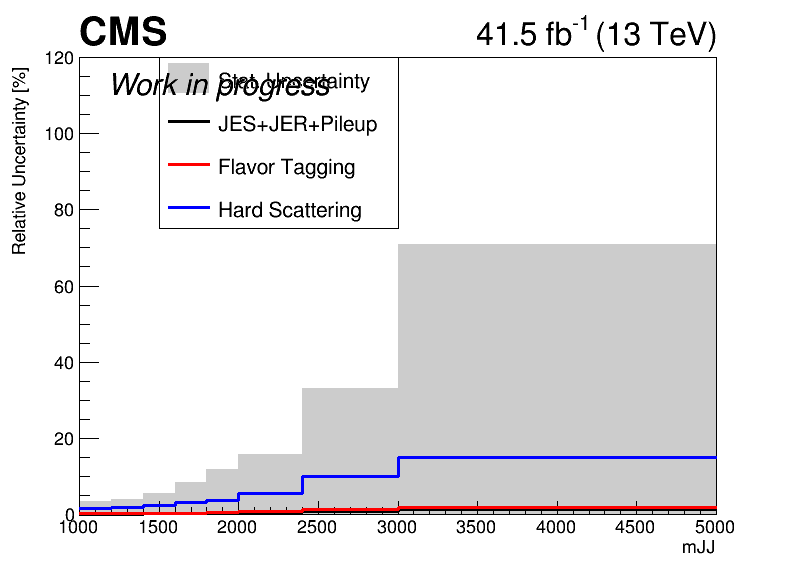 CMS
41.5 fb-1 (13 TeV)
Relative Uncertainty [%]
120
100
80
60
40
20
0
Work in progress
Stat. Uncertainty
JES+JER+Pileup
Flavor Tagging
Hard Scattering
1000 1500 2000 2500 3000 3500 4000 4500 5000
mJJ